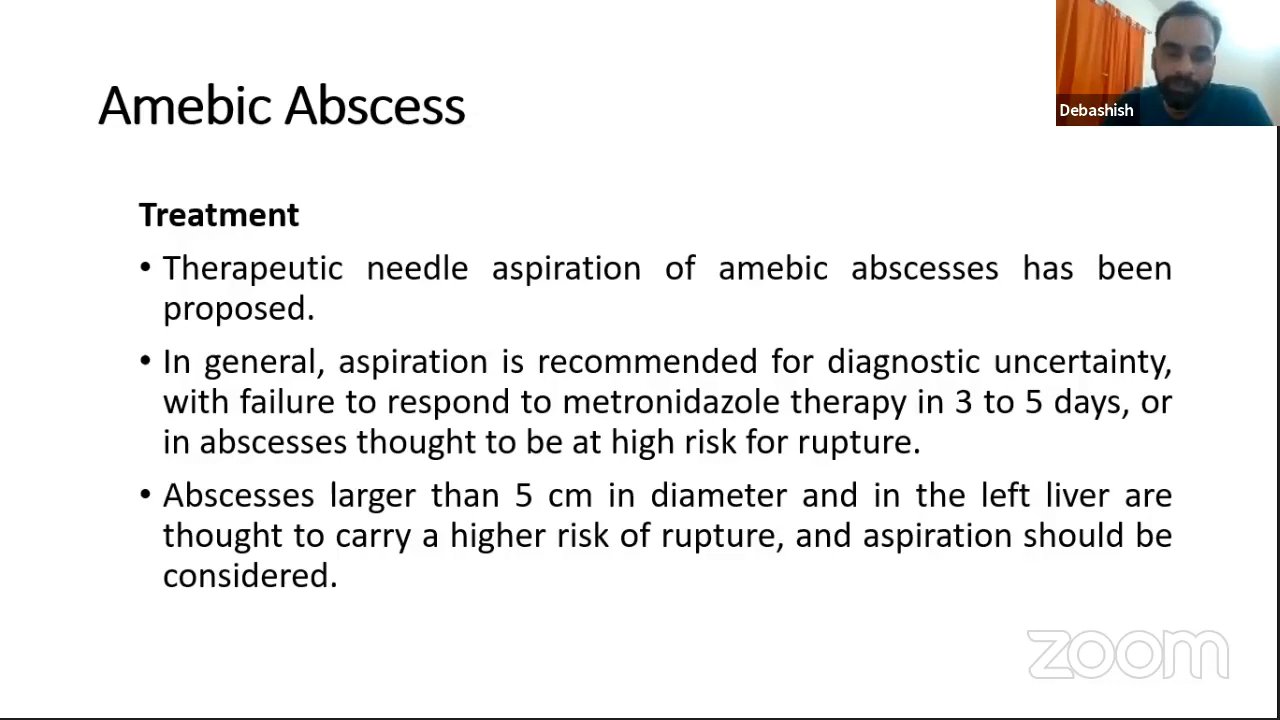 Amebic Abscess
Debashish
Treatment
• Therapeutic needle aspiration of amebic abscesses has been
proposed.
• In general, aspiration is recommended for diagnostic uncertainty,
with failure to respond to metronidazole therapy in 3 to 5 days, or
in abscesses thought to be at high risk for rupture.
• Abscesses larger than 5 cm in diameter and in the left liver are
thought to carry a higher risk of rupture, and aspiration should be
considered.
zoom